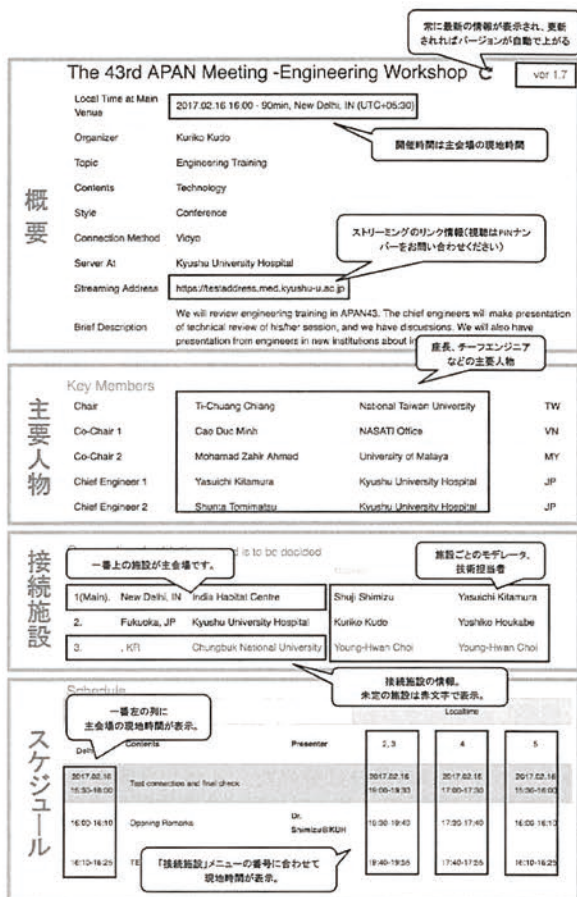 常に最新の情報が表示され、更新
されればバージョンが自動で上がる
The 43rd APAN Meeting -Engineering Workshop
ver 1.7
概要
Local Time at Main
Venue
2017.02.16 16:00 - 90min, New Delhi, IN (UTC+05:30)
開催時間は主会場の現地時間
Organizer Kuriko Kudo
Topic Engineering Training
Contents Technology
Style Conference
Connection Method Vidyo
ストリーミングのリンク情報(視聴はPINナン
バーをお問い合わせください)
Server At Kyushu University Hospital
Streaming Address https://testaddress.med.kyushu-u.ac.jp
Brief Description
We will review engineering training in APAN43. The chief engineers will make presentation
of technical review of his/her session, and we have discussions. We will also have
presentation from engineers in new institutions about
座長、チーフエンジニア
などの主要人物
主要人物
Key Members
Chair Ti-Chuang Chiang National Taiwan University TW
Co-Chair 1 Cao Duc Minh NASATI Office VN
Co-Chair 2 Mohamad Zahir Ahmad University of Malaya MY
Chief Engineer 1 Yasuichi Kitamura Kyushu University Hospital JP
Chief Engineer 2 Shunta Tomimatsu Kyushu University Hospital JP
接続施設
is to be decided
一番上の施設が主会場です。
施設ごとのモデレータ、
技術担当者
1(Main). New Delhi, IN India Habitat Centre Shuji Shimizu Yasuichi Kitamura
2. Fukuoka, JP Kyushu University Hospital Kuriko Kudo Yoshiko Houkabe
3. , KR Chungbuk National University Young-Hwan Choi Young-Hwan Choi
接続施設の情報。
未定の施設は赤文字で表示。
スケジュール
Schedule
一番左の列に
主会場の現地時間が表示。
Localtime
Delhi Contents Presenter 2, 3 4 5
2017.02.16 2017.02.16 2017.02.16 2017.02.16
15:30-16:00 Test connection and final check 19:00-19:30 17:00-17:30 15:30-16:00
16:00-16:10 Opening Remarks Dr. Shimizu@KUH 19:30-19:40 17:30-17:40 16:00-16:10
16:10-16:25 19:40-19:55 17:40-17:55 16:10-16:25
「接続施設」メニューの番号に合わせて
現地時間が表示。